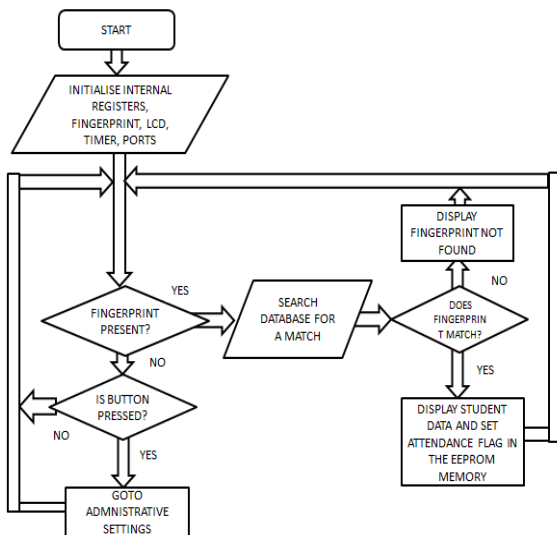 START
INITIALISE INTERNAL
REGISTERS,
FINGERPRINT, LCD,
TIMER, PORTS
DISPLAY
FINGERPRINT NOT
FOUND
YES
NO
FINGERPRINT
PRESENT?
SEARCH
DATABASE FOR
A MATCH
DOES
FINGERPRIN
T MATCH?
NO
YES
IS BUTTON
PRESSED?
NO
YES
DISPLAY STUDENT
DATA AND SET
ATTENDANCE FLAG IN
THE EEPROM
MEMORY
GOTO
ADMNISTRATIVE
SETTINGS